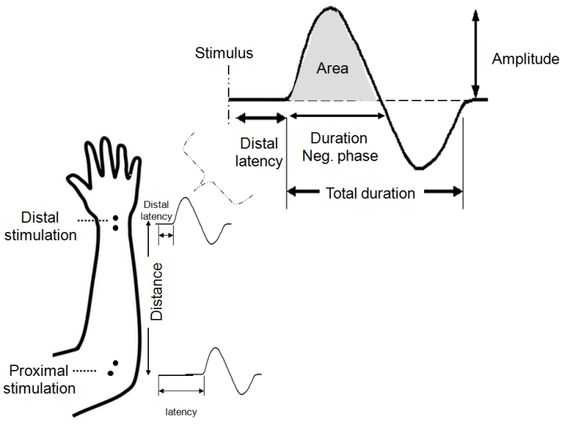 Stimulus
Area
Amplitude
Distal
latency
Duration
Neg. phase
Total duration
Distal
stimulation
Distal
latency
Distance
Proximal
stimulation
latency